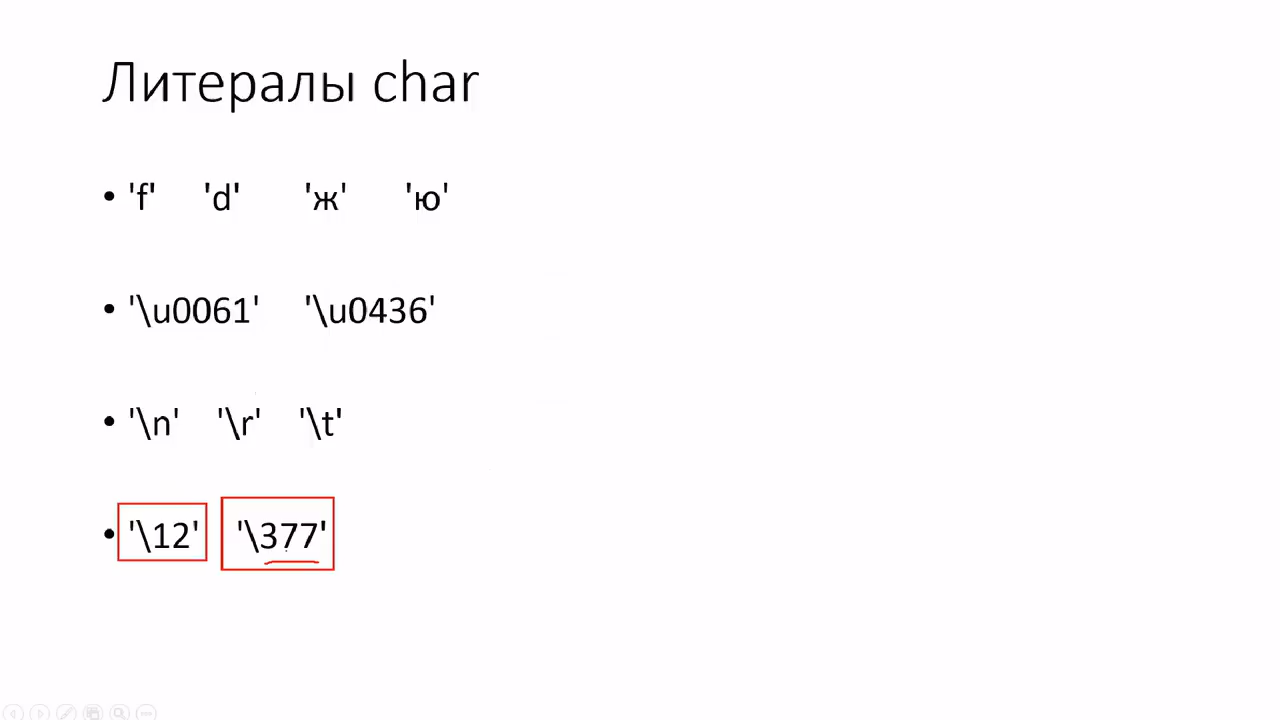 Литералы char
• 'f' 'd' 'ж' 'ю'
• '\u0061' '\u0436'
• '\n' '\r' '\t'
• '\12' '\377'